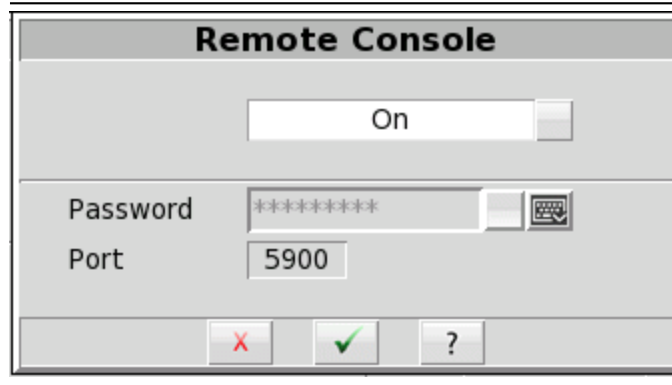 Remote Console
On
Password *********
Port 5900
X ✓ ?